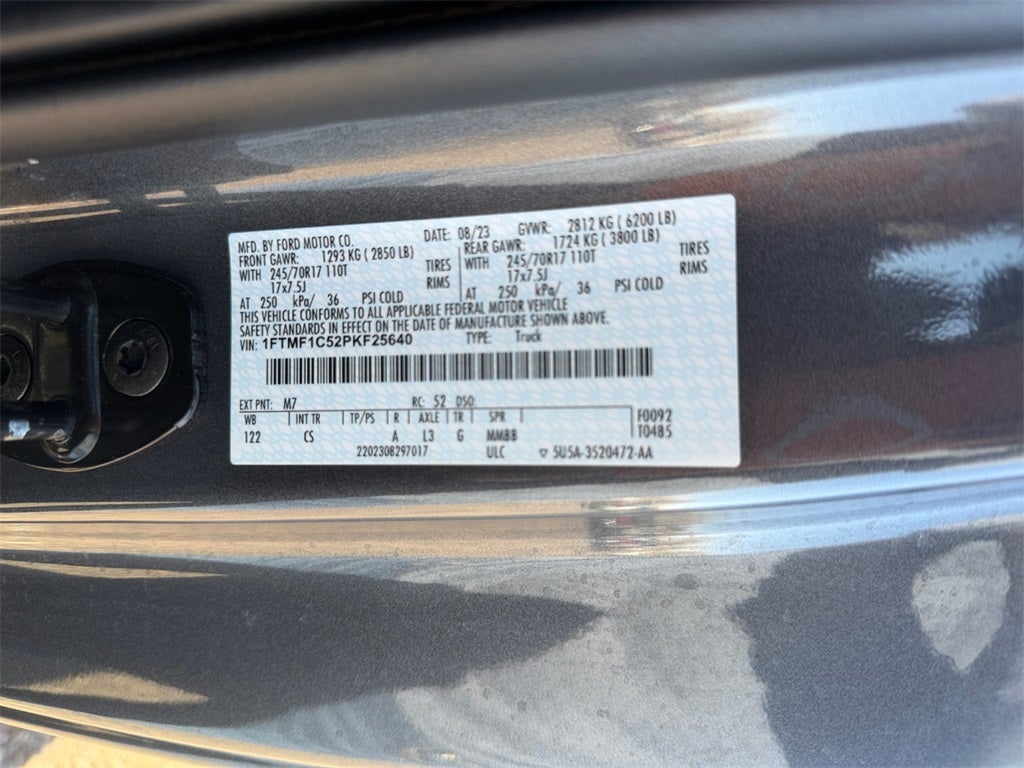 MFD. BY FORD MOTOR CO. DATE: 08/23 GVWR: 2812 KG ( 6200 LB)
FRONT GAWR: 1293 KG ( 2850 LB) REAR GAWR: 1724 KG ( 3800 LB)
WITH 245/70R17 110T TIRES WITH 245/70R17 110T TIRES
17x7.5J RIMS 17x7.5J RIMS
AT 250 kPa/ 36 PSI COLD AT 250 kPa/ 36 PSI COLD
THIS VEHICLE CONFORMS TO ALL APPLICABLE FEDERAL MOTOR VEHICLE
SAFETY STANDARDS IN EFFECT ON THE DATE OF MANUFACTURE SHOWN ABOVE.
VIN: 1FTMF1C52PKF25640 TYPE: Truck
EXT PNT: M7 RC: 52 DSO:
WB INT TR TP/PS R AXLE TR SPR F0092
122 CS A L3 G MMBB T0485
2202308297017 ULC ▽ 5U5A-3520472-AA